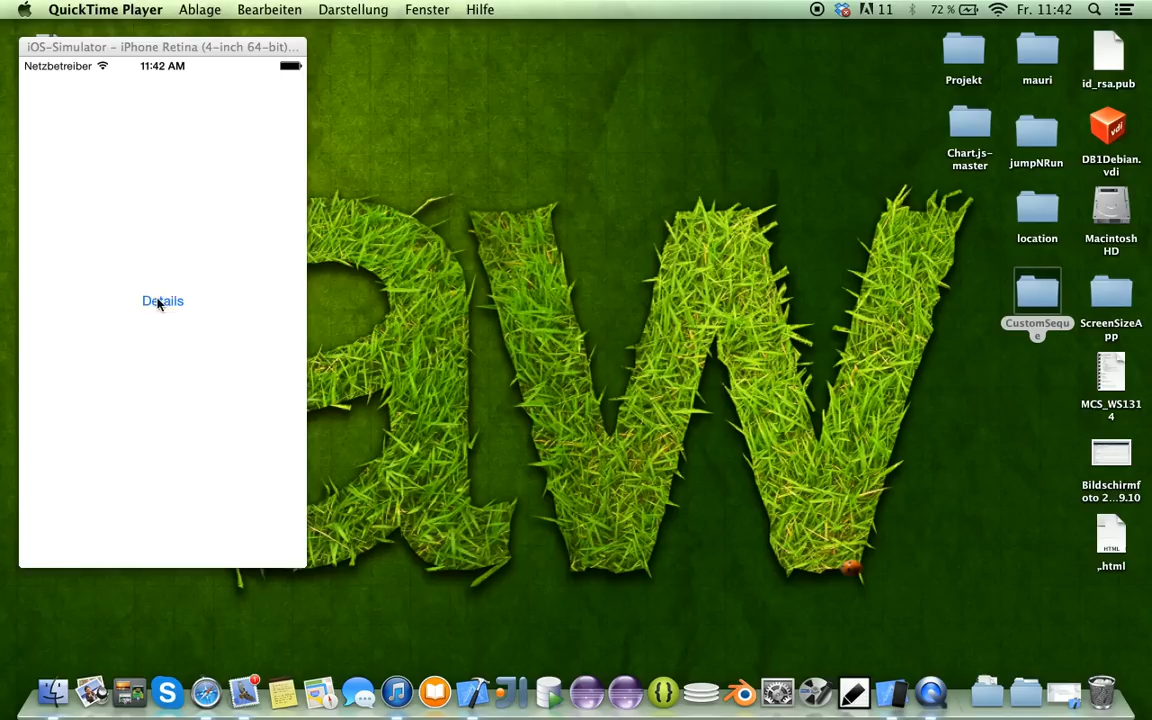 QuickTime Player Ablage Bearbeiten Darstellung Fenster Hilfe 11 72 % Fr. 11:42
iOS-Simulator – iPhone Retina (4-inch 64-bit)...
Netzbetreiber 11:42 AM
Details
Projekt
mauri
id_rsa.pub
Chart.js-
master
jumpNRun
vdi
DB1Debian.
vdi
location
Macintosh
HD
CustomSegu
e
ScreenSizeA
pp
MCS_WS131
4
Bildschirmf
oto 2...9.10
HTML
„.html